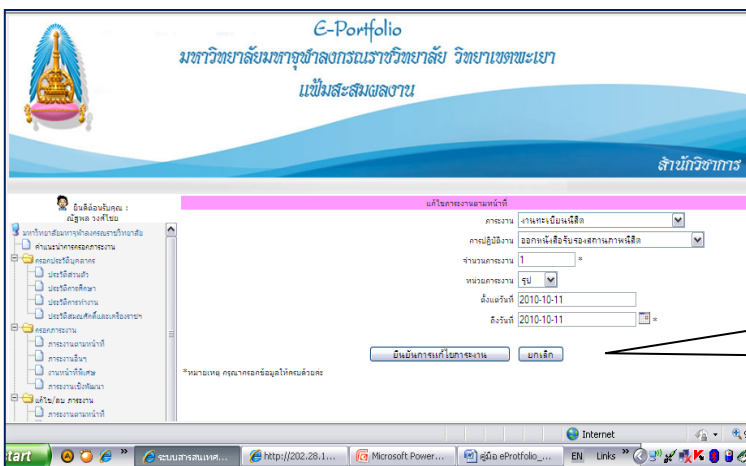 E-Portfolio
มหาวิทยาลัยมหาจุฬาลงกรณราชวิทยาลัย วิทยาเขตพะเยา
แฟ้มสะสมผลงาน
สำนักวิชาการ
ยินดีต้อนรับคุณ :
ณัฐพล วงศ์ไชย
มหาวิทยาลัยมหาจุฬาลงกรณราชวิทยาลัย
คำแนะนำการกรอกภาระงาน
กรอกประวัติบุคลากร
ประวัติส่วนตัว
ประวัติการศึกษา
ประวัติการทำงาน
ประวัติสมณศักดิ์และเครื่องราชฯ
กรอกภาระงาน
ภาระงานตามหน้าที่
ภาระงานอื่นๆ
งานหน้าที่พิเศษ
ภาระงานเชิงพัฒนา
แก้ไข/ลบ ภาระงาน
ภาระงานตามหน้าที่
แก้ไขภาระงานตามหน้าที่
ภาระงาน งานทะเบียนนิสิต
การปฏิบัติงาน ออกหนังสือรับรองสถานภาพนิสิต
จำนวนภาระงาน 1 *
หน่วยภาระงาน รูป
ตั้งแต่วันที่ 2010-10-11
ถึงวันที่ 2010-10-11 *
ยืนยันการแก้ไขภาระงาน ยกเลิก
*หมายเหตุ กรุณากรอกข้อมูลให้ครบด้วยค่ะ
Internet
tart » ระบบสารสนเทศ... http://202.28.1... Microsoft Power... คู่มือ eProtfolio_... EN Links »